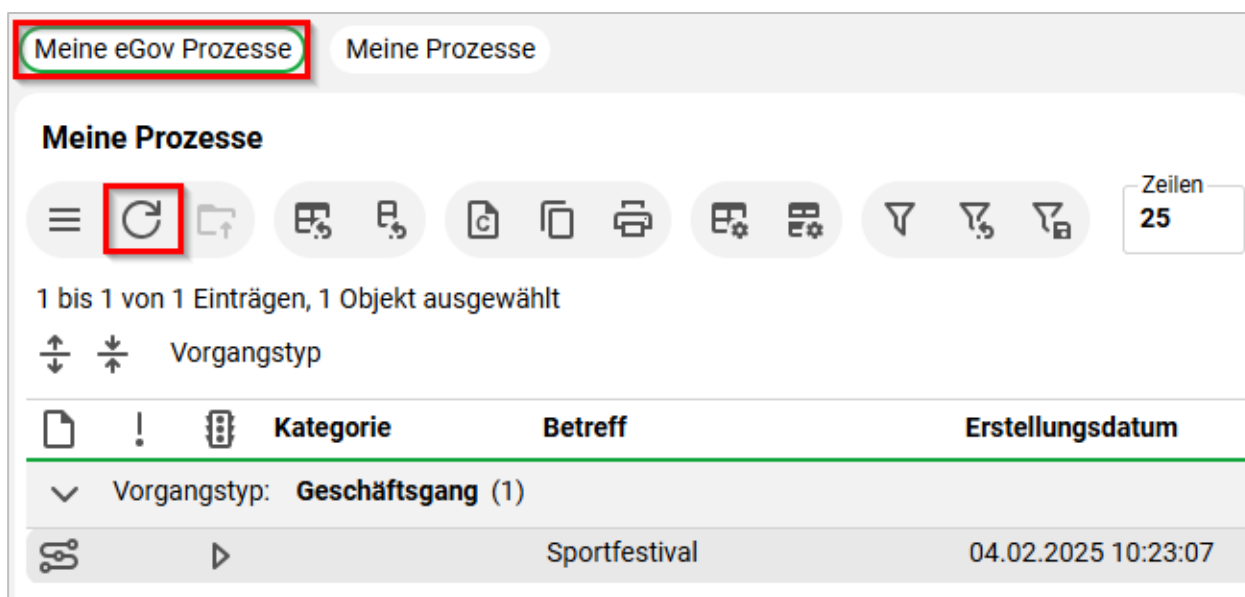 Meine eGov Prozesse Meine Prozesse
Meine Prozesse
Zeilen
25
1 bis 1 von 1 Einträgen, 1 Objekt ausgewählt
Vorgangstyp
Kategorie Betreff Erstellungsdatum
Vorgangstyp: Geschäftsgang (1)
Sportfestival 04.02.2025 10:23:07